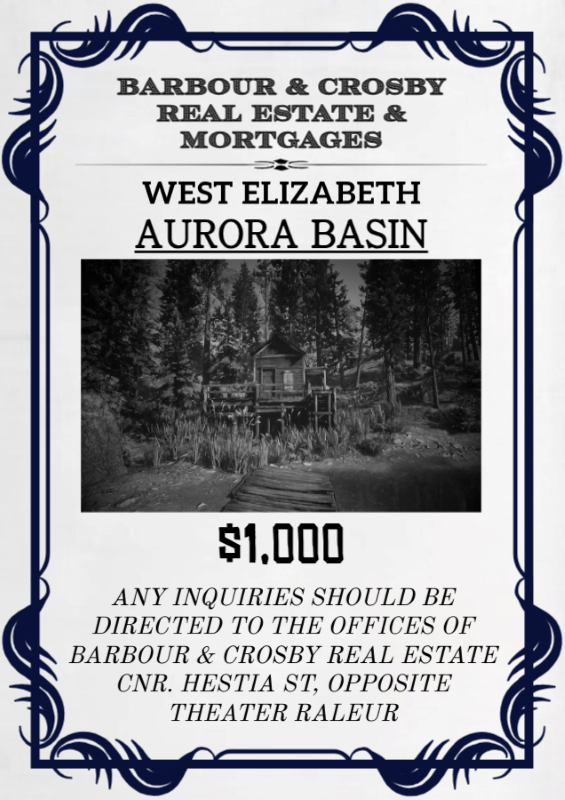 BARBOUR & CROSBY
REAL ESTATE &
MORTGAGES
WEST ELIZABETH
AURORA BASIN
$1,000
ANY INQUIRIES SHOULD BE
DIRECTED TO THE OFFICES OF
BARBOUR & CROSBY REAL ESTATE
CNR. HESTIA ST, OPPOSITE
THEATER RALEUR